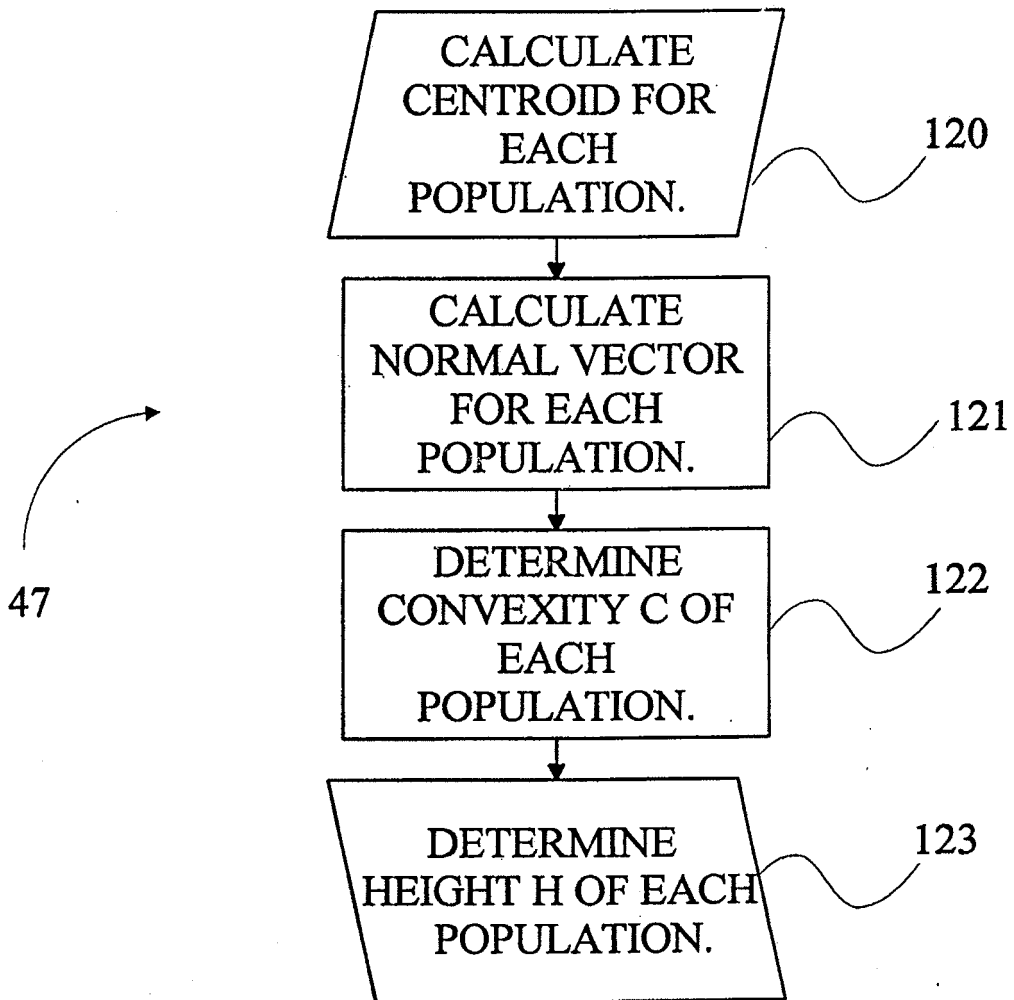 CALCULATE
CENTROID FOR
EACH
POPULATION.
120
CALCULATE
NORMAL VECTOR
FOR EACH
POPULATION.
121
47
DETERMINE
CONVEXITY C OF
EACH
POPULATION.
122
DETERMINE
HEIGHT H OF EACH
POPULATION.
123